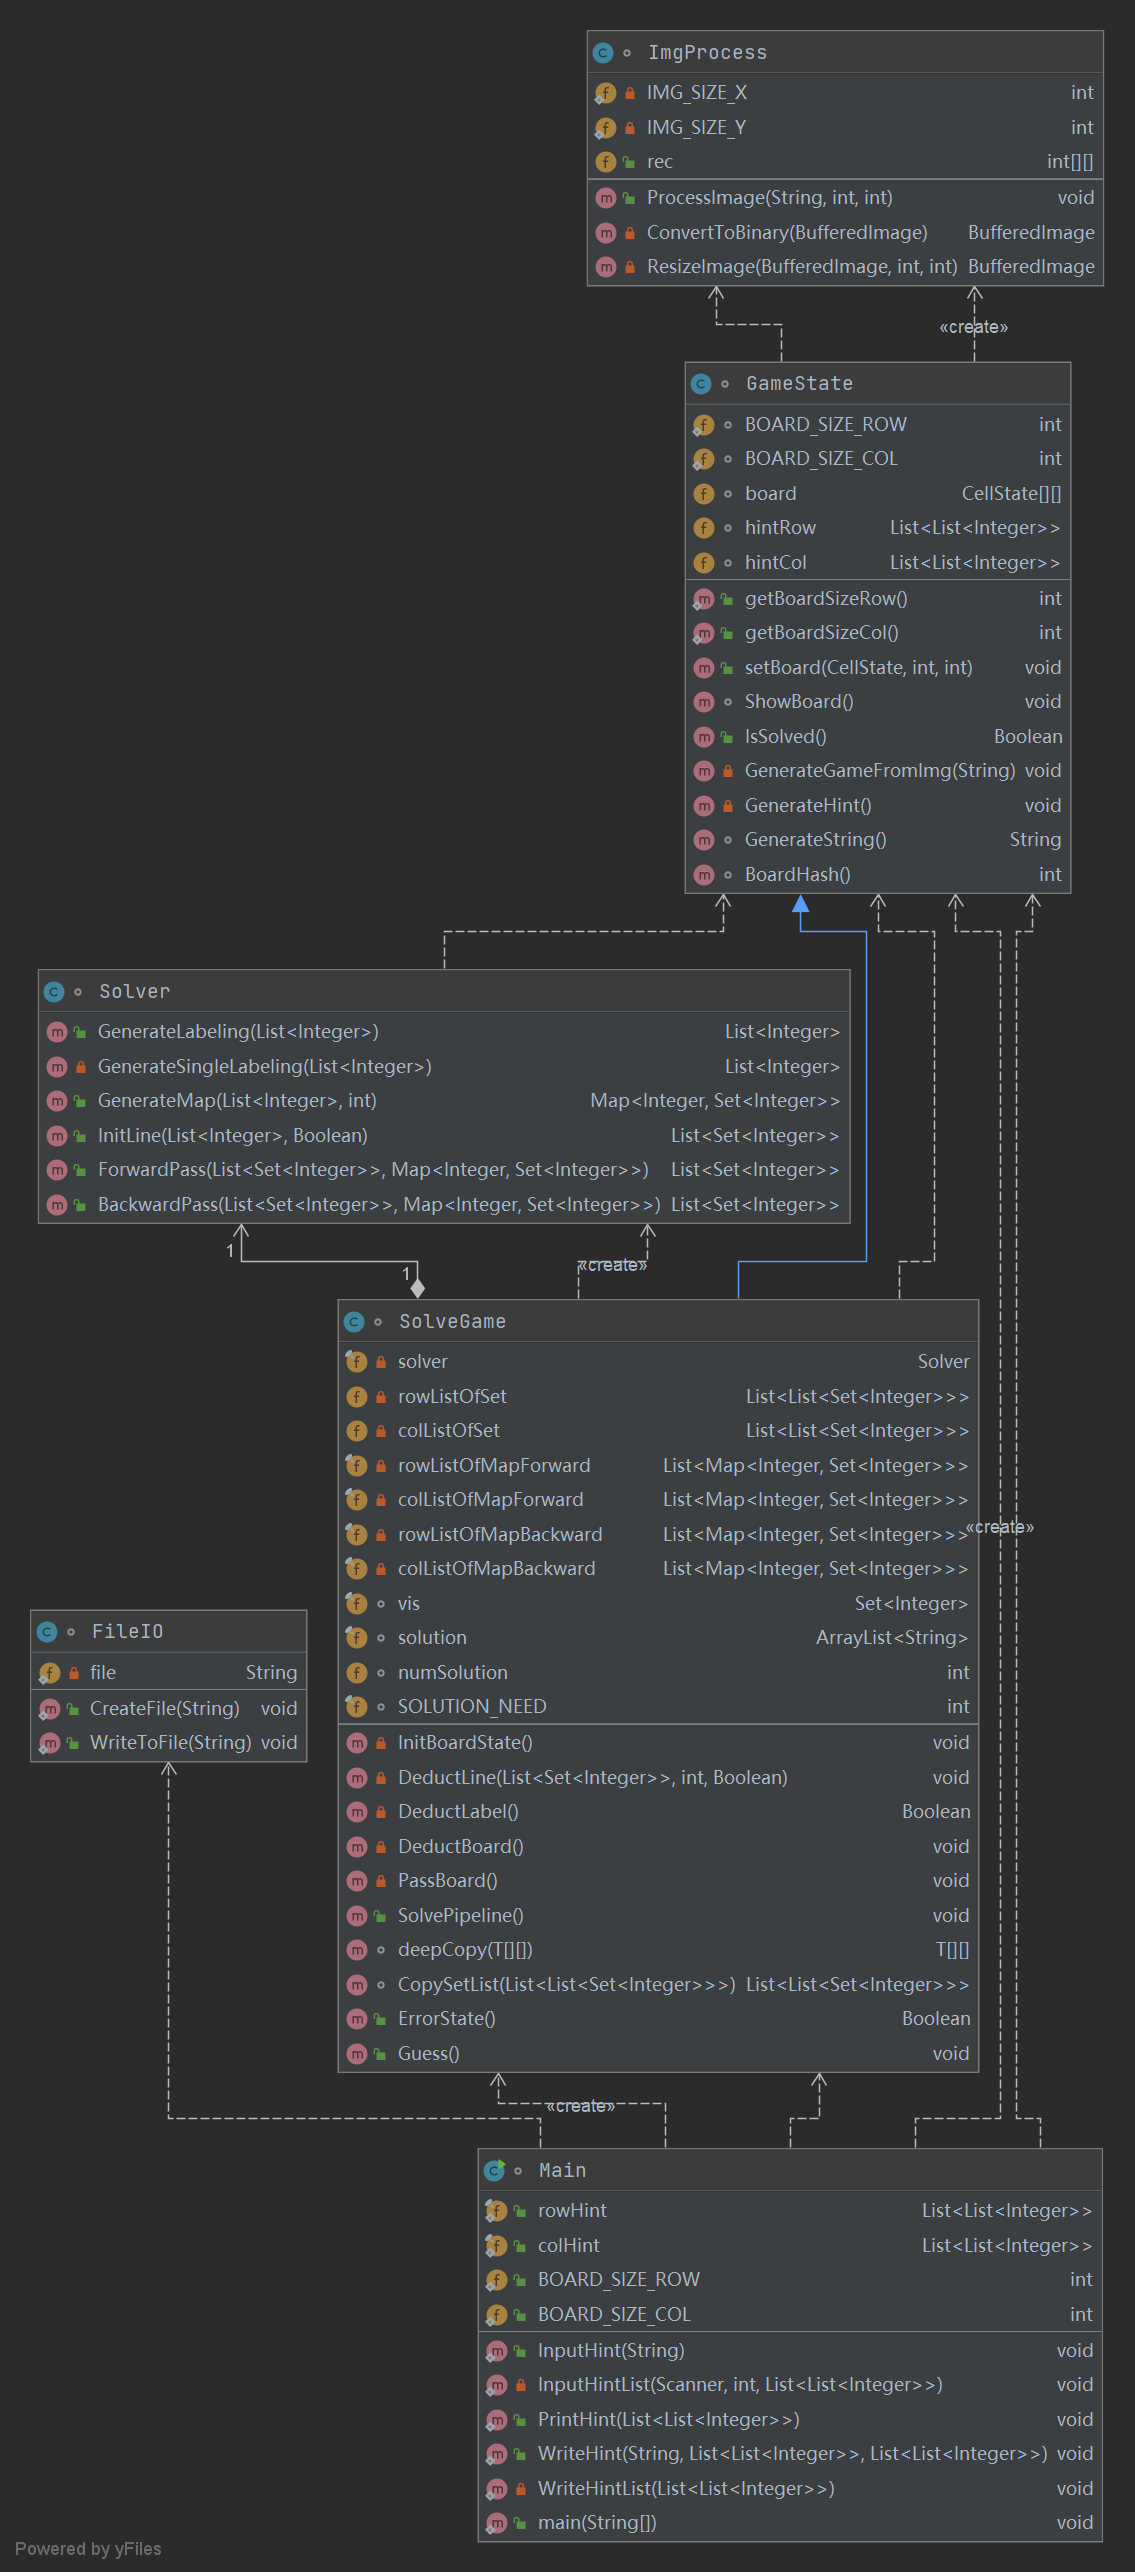 ImgProcess
IMG_SIZE_X int
IMG_SIZE_Y int
rec int[][]
ProcessImage(String, int, int) void
ConvertToBinary(BufferedImage) BufferedImage
ResizeImage(BufferedImage, int, int) BufferedImage
«create»
GameState
BOARD_SIZE_ROW int
BOARD_SIZE_COL int
board CellState[][]
hintRow List<List<Integer>>
hintCol List<List<Integer>>
getBoardSizeRow() int
getBoardSizeCol() int
setBoard(CellState, int, int) void
ShowBoard() void
IsSolved() Boolean
GenerateGameFromImg(String) void
GenerateHint() void
GenerateString() String
BoardHash() int
Solver
GenerateLabeling(List<Integer>) List<Integer>
GenerateSingleLabeling(List<Integer>) List<Integer>
GenerateMap(List<Integer>, int) Map<Integer, Set<Integer>>
InitLine(List<Integer>, Boolean) List<Set<Integer>>
ForwardPass(List<Set<Integer>>, Map<Integer, Set<Integer>>) List<Set<Integer>>
BackwardPass(List<Set<Integer>>, Map<Integer, Set<Integer>>) List<Set<Integer>>
1
1
«create»
SolveGame
solver Solver
rowListOfSet List<List<Set<Integer>>>
colListOfSet List<List<Set<Integer>>>
rowListOfMapForward List<Map<Integer, Set<Integer>>>
colListOfMapForward List<Map<Integer, Set<Integer>>>
rowListOfMapBackward List<Map<Integer, Set<Integer>>>
«create»
colListOfMapBackward List<Map<Integer, Set<Integer>>>
vis Set<Integer>
solution ArrayList<String>
numSolution int
SOLUTION_NEED int
InitBoardState() void
DeductLine(List<Set<Integer>>, int, Boolean) void
DeductLabel() Boolean
DeductBoard() void
PassBoard() void
SolvePipeline() void
deepCopy(T[][]) T[][]
CopySetList(List<List<Set<Integer>>>) List<List<Set<Integer>>>
ErrorState() Boolean
Guess() void
FileIO
file String
CreateFile(String) void
WriteToFile(String) void
«create»
Main
rowHint List<List<Integer>>
colHint List<List<Integer>>
BOARD_SIZE_ROW int
BOARD_SIZE_COL int
InputHint(String) void
InputHintList(Scanner, int, List<List<Integer>>) void
PrintHint(List<List<Integer>>) void
WriteHint(String, List<List<Integer>>, List<List<Integer>>) void
WriteHintList(List<List<Integer>>) void
main(String[]) void
Powered by yFiles